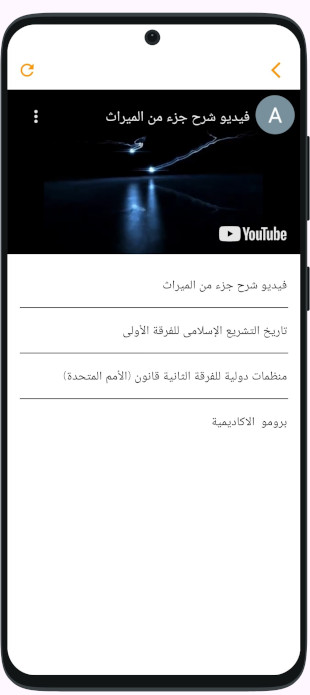 A
فيديو شرح جزء من الميراث
YouTube
فيديو شرح جزء من الميراث
تاريخ التشريع الإسلامى للفرقة الأولى
منظمات دولية للفرقة الثانية قانون (الأمم المتحدة)
برومو الاكاديمية